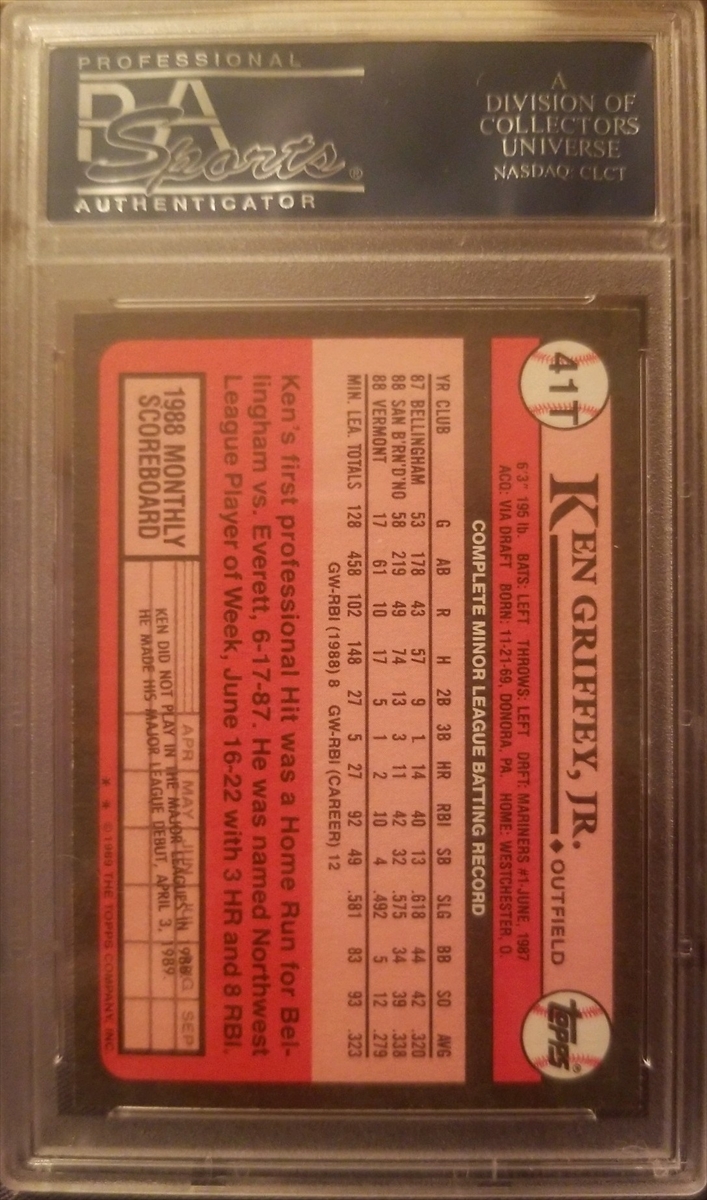 PROFESSIONAL
PSA
Sports®
AUTHENTICATOR
A
DIVISION OF
COLLECTORS
UNIVERSE
NASDAQ: CLCT
41T
KEN GRIFFEY, JR. ◆ OUTFIELD
TOPPS®
6'3" 195 lb. BATS: LEFT THROWS: LEFT DRFT: MARINERS #1-JUNE, 1987
ACQ: VIA DRAFT BORN: 11-21-69, DONORA, PA. HOME: WESTCHESTER, O.
COMPLETE MINOR LEAGUE BATTING RECORD
YR CLUB G AB R H 2B 3B HR RBI SB SLG BB SO AVG
87 BELLINGHAM 53 178 43 57 9 1 14 40 13 .618 44 42 .320
88 SAN B'RN'D'NO 58 219 49 74 13 3 11 42 32 .575 34 39 .338
88 VERMONT 17 61 10 17 5 1 2 10 4 .492 5 12 .279
MIN. LEA. TOTALS 128 458 102 148 27 5 27 92 49 .581 83 93 .323
GW-RBI (1988) 8 GW-RBI (CAREER) 12
Ken's first professional Hit was a Home Run for Bel-
lingham vs. Everett, 6-17-87. He was named Northwest
League Player of Week, June 16-22 with 3 HR and 8 RBI.
1988 MONTHLY
SCOREBOARD
APR MAY JUN JUL AUG SEP
KEN DID NOT PLAY IN THE MAJOR LEAGUES IN 1988.
HE MADE HIS MAJOR LEAGUE DEBUT, APRIL 3, 1989.
* * © 1989 THE TOPPS COMPANY, INC.